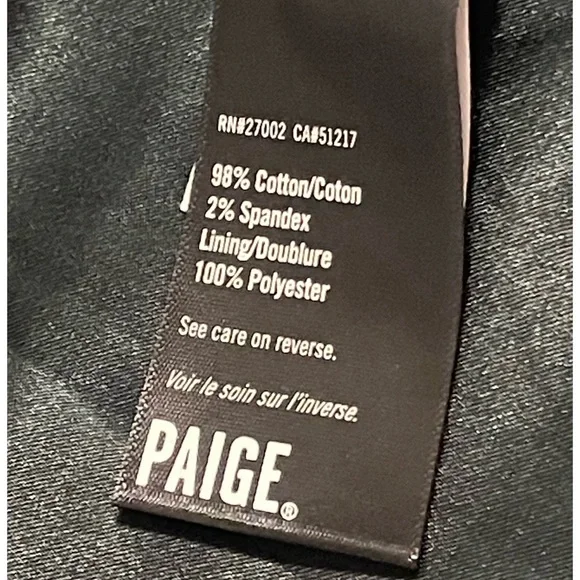 RN#27002 CA#51217
98% Cotton/Coton
2% Spandex
Lining/Doublure
100% Polyester
See care on reverse.
Voir le soin sur l'inverse.
PAIGE®